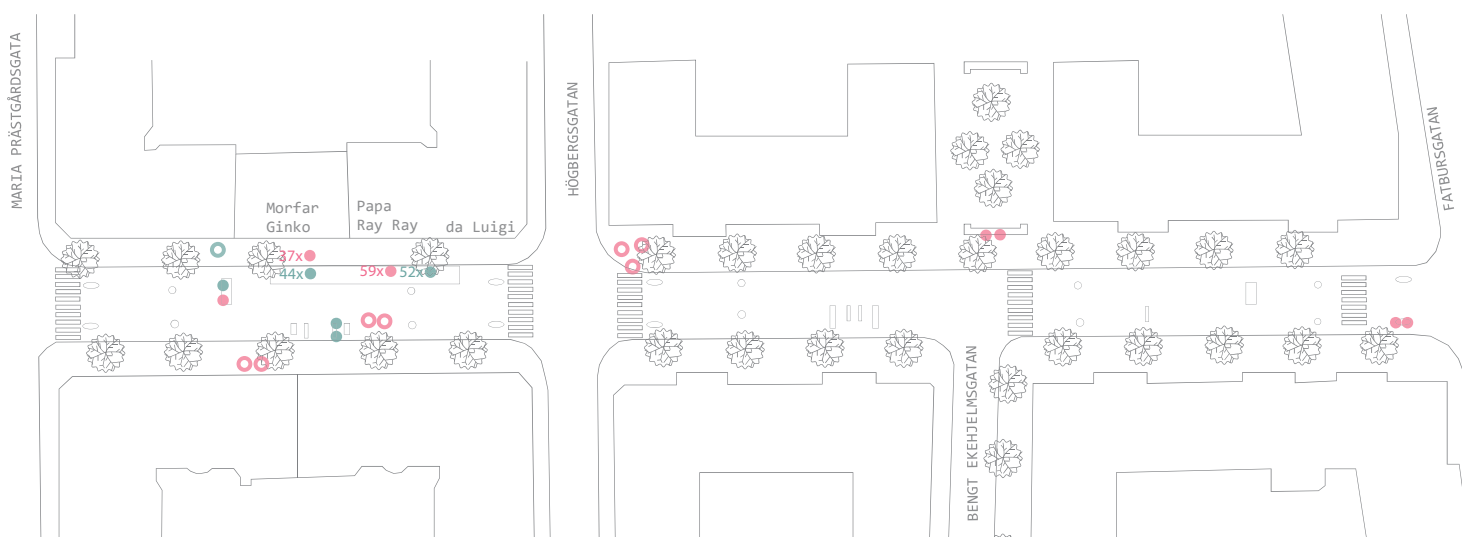 MARIA PRÄSTGÅRDSGATA
HÖGBERGSGATAN
FATBURSGATAN
Morfar
Ginko
Papa
Ray Ray
da Luigi
37x
44x
59x
52x
BENGT EKEHJELMSGATAN